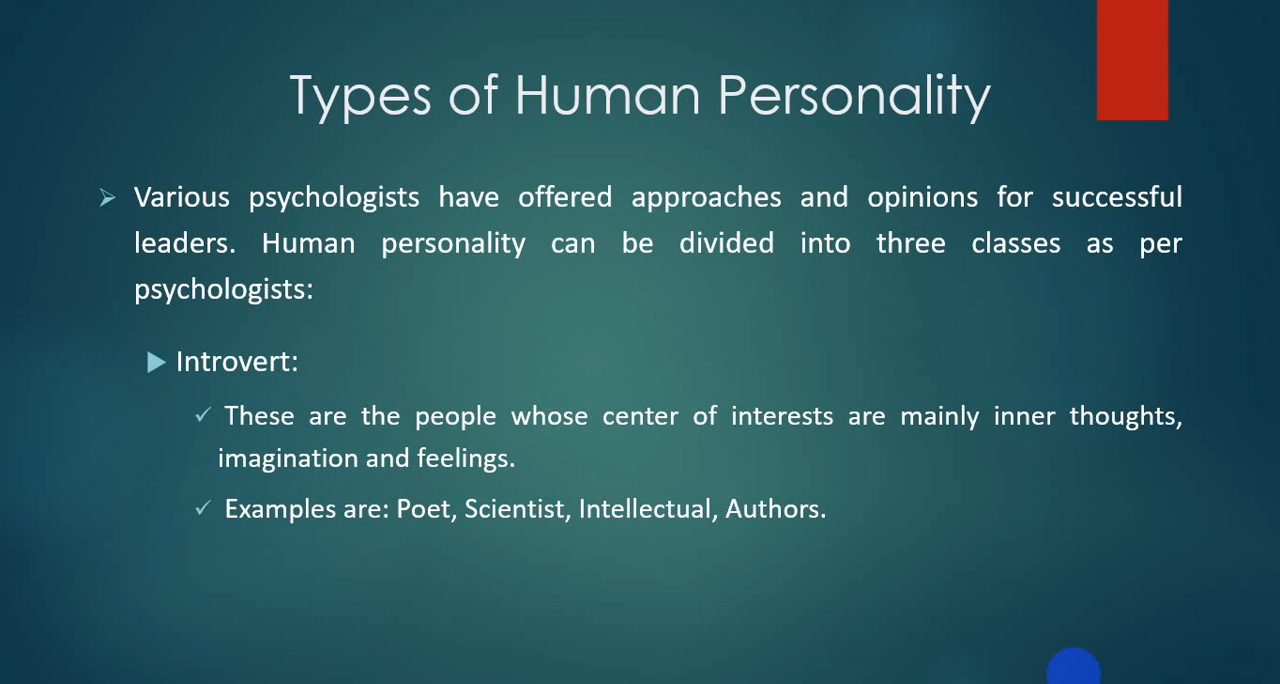 Types of Human Personality
Various psychologists have offered approaches and opinions for successful
leaders. Human personality can be divided into three classes as per
psychologists:
Introvert:
These are the people whose center of interests are mainly inner thoughts,
imagination and feelings.
Examples are: Poet, Scientist, Intellectual, Authors.